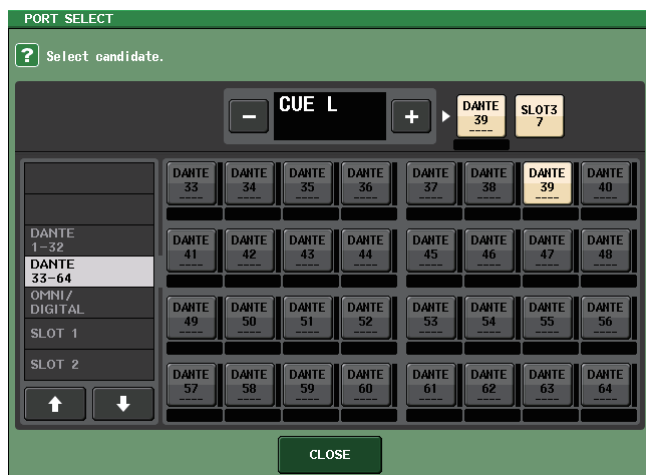 PORT SELECT
? Select candidate.
− CUE L + DANTE 39 ---- SLOT3 7
DANTE 1-32
DANTE 33-64
OMNI/DIGITAL
SLOT 1
SLOT 2
DANTE 33 ---- DANTE 34 ---- DANTE 35 ---- DANTE 36 ---- DANTE 37 ---- DANTE 38 ---- DANTE 39 ---- DANTE 40 ----
DANTE 41 ---- DANTE 42 ---- DANTE 43 ---- DANTE 44 ---- DANTE 45 ---- DANTE 46 ---- DANTE 47 ---- DANTE 48 ----
DANTE 49 ---- DANTE 50 ---- DANTE 51 ---- DANTE 52 ---- DANTE 53 ---- DANTE 54 ---- DANTE 55 ---- DANTE 56 ----
DANTE 57 ---- DANTE 58 ---- DANTE 59 ---- DANTE 60 ---- DANTE 61 ---- DANTE 62 ---- DANTE 63 ---- DANTE 64 ----
CLOSE